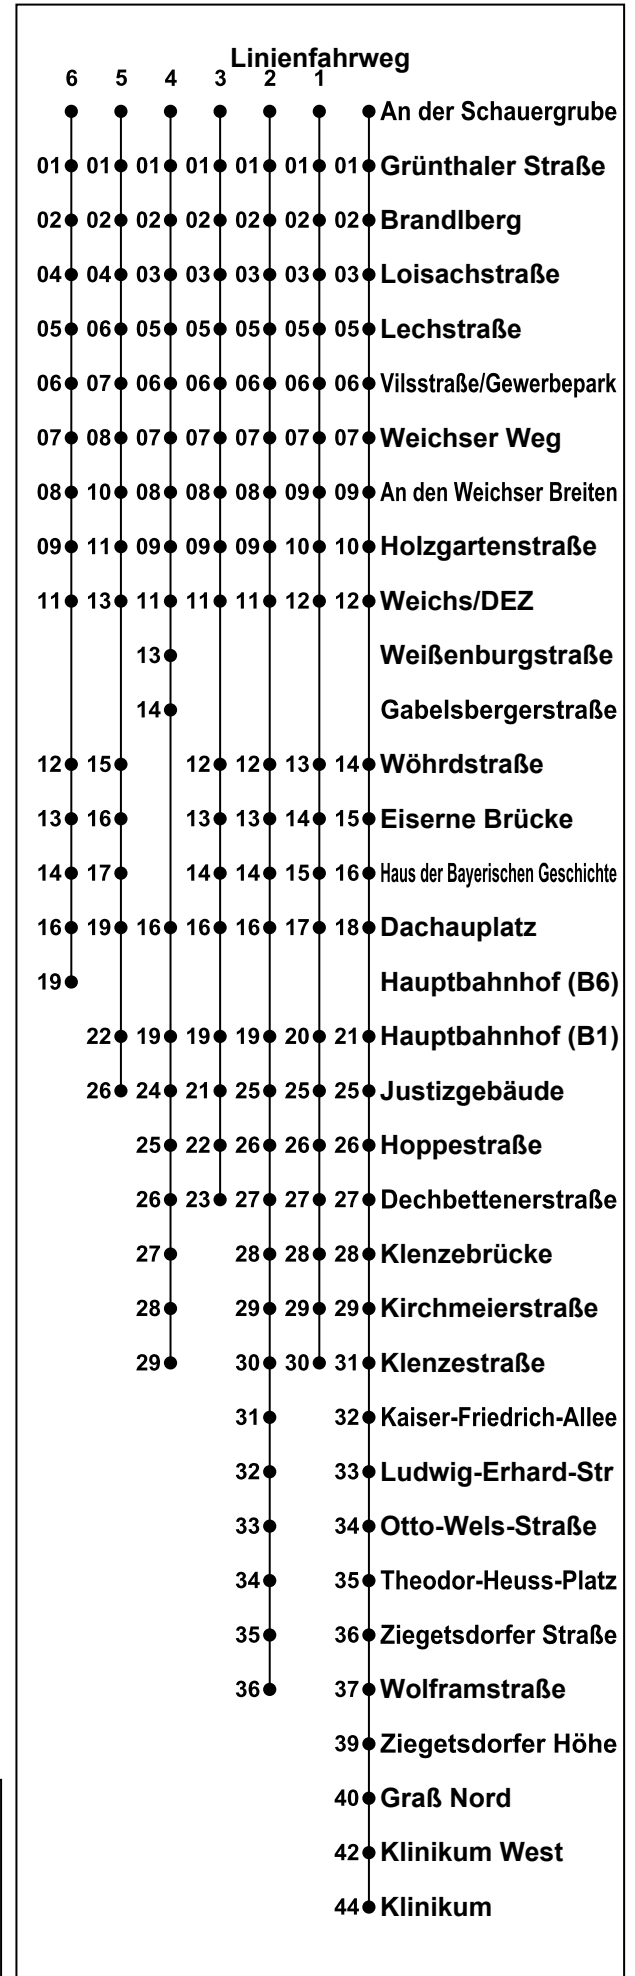 Linienfahrweg
6 5 4 3 2 1
An der Schauergrube
01 01 01 01 01 01 01 Grünthaler Straße
02 02 02 02 02 02 02 Brandlberg
04 04 03 03 03 03 03 Loisachstraße
05 06 05 05 05 05 05 Lechstraße
06 07 06 06 06 06 06 Vilsstraße/Gewerbepark
07 08 07 07 07 07 07 Weichser Weg
08 10 08 08 08 09 09 An den Weichser Breiten
09 11 09 09 09 10 10 Holzgartenstraße
11 13 11 11 11 12 12 Weichs/DEZ
13 Weißenburgstraße
14 Gabelsbergerstraße
12 15 12 12 13 14 Wöhrdstraße
13 16 13 13 14 15 Eiserne Brücke
14 17 14 14 15 16 Haus der Bayerischen Geschichte
16 19 16 16 16 17 18 Dachauplatz
19 Hauptbahnhof (B6)
22 19 19 19 20 21 Hauptbahnhof (B1)
26 24 21 25 25 25 Justizgebäude
25 22 26 26 26 Hoppestraße
26 23 27 27 27 Dechbettenerstraße
27 28 28 28 Klenzebrücke
28 29 29 29 Kirchmeierstraße
29 30 30 31 Klenzestraße
31 32 Kaiser-Friedrich-Allee
32 33 Ludwig-Erhard-Str
33 34 Otto-Wels-Straße
34 35 Theodor-Heuss-Platz
35 36 Ziegetsdorfer Straße
36 37 Wolframstraße
39 Ziegetsdorfer Höhe
40 Graß Nord
42 Klinikum West
44 Klinikum